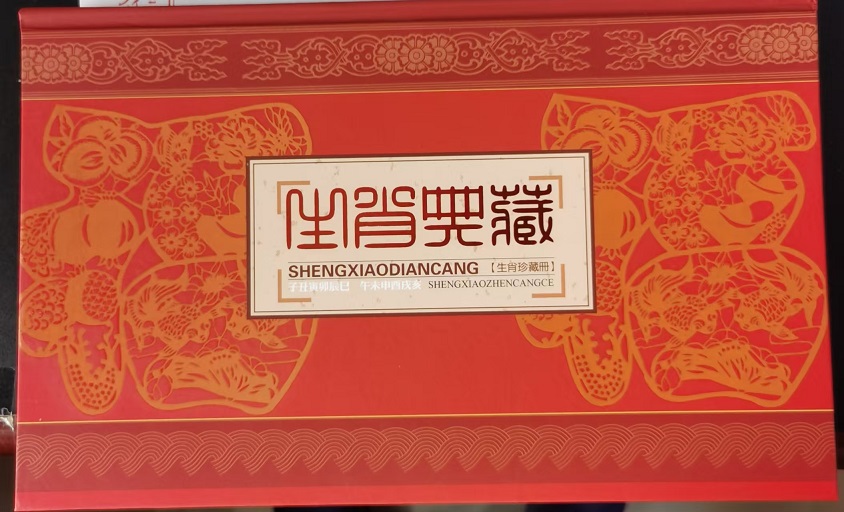 生肖典藏
SHENGXIAODIANCANG 【生肖珍藏册】
子丑寅卯辰巳 午未申酉戌亥 SHENGXIAOZHENCANGCE